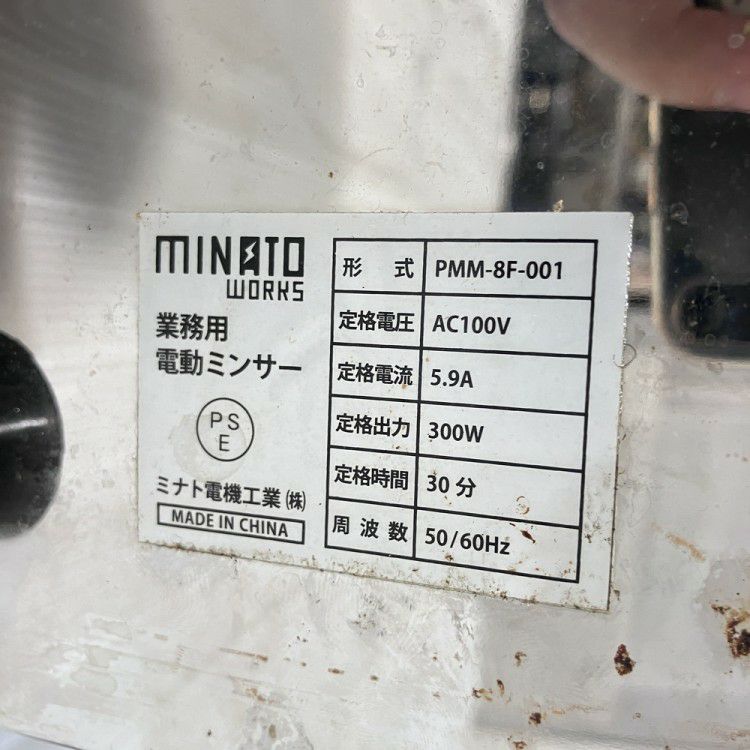 MINATO
WORKS
業務用
電動ミンサー
PS
E
ミナト電機工業㈱
MADE IN CHINA
形 式 PMM-8F-001
定格電圧 AC100V
定格電流 5.9A
定格出力 300W
定格時間 30分
周波数 50/60Hz